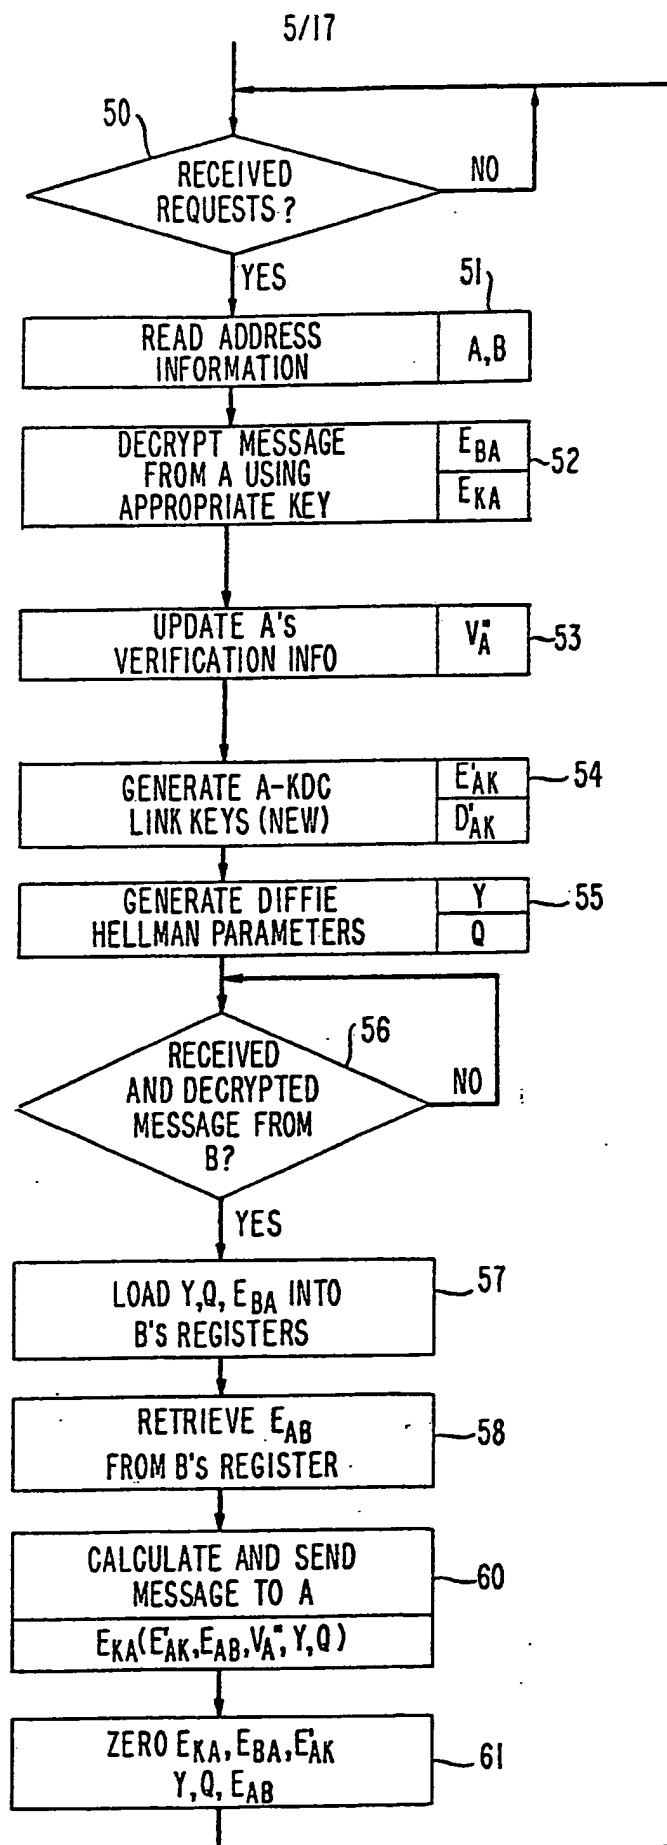 5/17
50
RECEIVED
REQUESTS?
NO
YES
51
READ ADDRESS
INFORMATION
A,B
DECRYPT MESSAGE
FROM A USING
APPROPRIATE KEY
E_BA
E_KA
52
UPDATE A'S
VERIFICATION INFO
V_A"
53
GENERATE A-KDC
LINK KEYS (NEW)
E'_AK
D'_AK
54
GENERATE DIFFIE
HELLMAN PARAMETERS
Y
Q
55
56
RECEIVED
AND DECRYPTED
MESSAGE FROM
B?
NO
YES
LOAD Y,Q, E_BA INTO
B'S REGISTERS
57
RETRIEVE E_AB
FROM B'S REGISTER
58
CALCULATE AND SEND
MESSAGE TO A
E_KA(E'_AK,E_AB,V_A",Y,Q)
60
ZERO E_KA, E_BA, E'_AK
Y,Q, E_AB
61